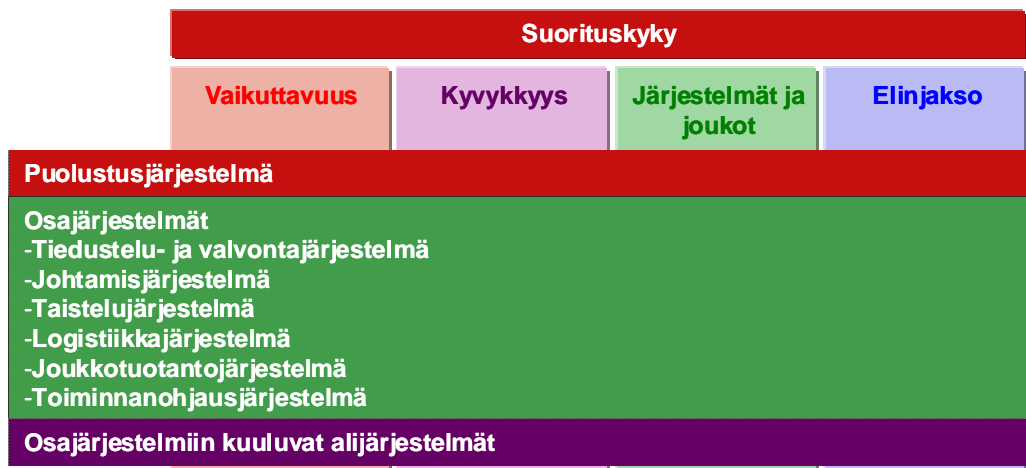 Suorituskyky
Vaikuttavuus
Kyvykkyys
Järjestelmät ja
joukot
Elinjakso
Puolustusjärjestelmä
Osajärjestelmät
-Tiedustelu- ja valvontajärjestelmä
-Johtamisjärjestelmä
-Taistelujärjestelmä
-Logistiikkajärjestelmä
-Joukkotuotantojärjestelmä
-Toiminnanohjausjärjestelmä
Osajärjestelmiin kuuluvat alijärjestelmät